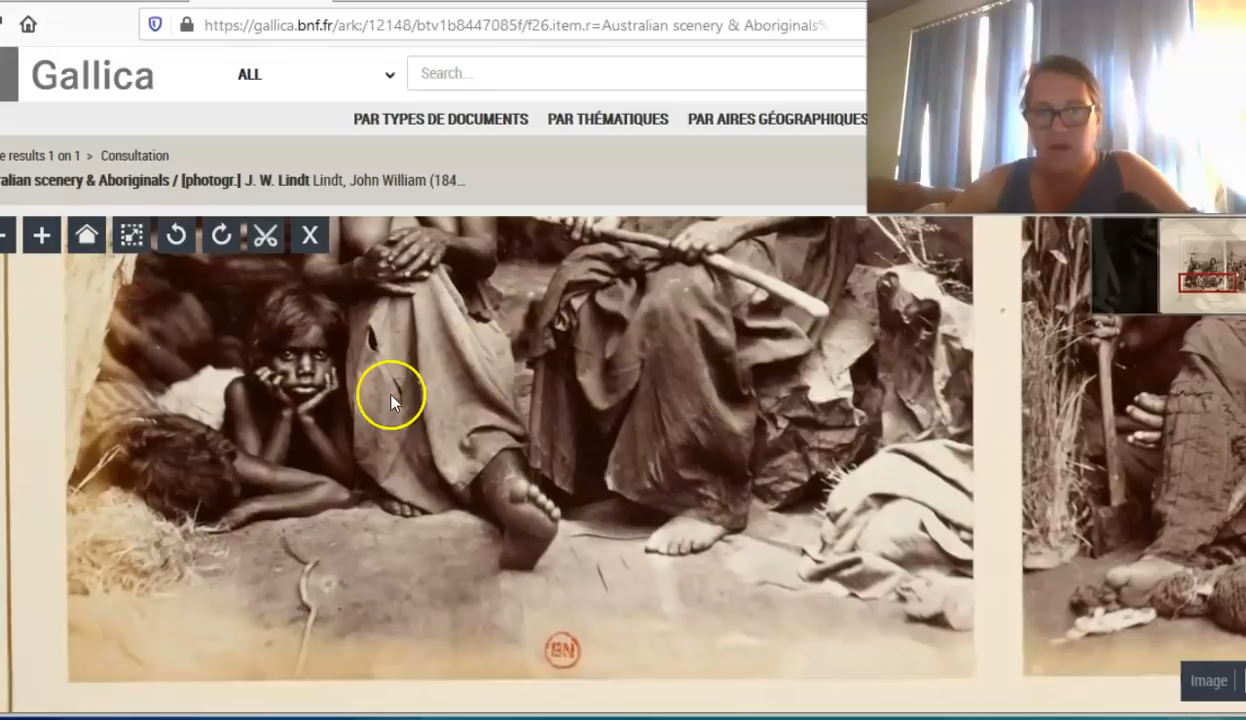 https://gallica.bnf.fr/ark:/12148/btv1b8447085f/f26.item.r=Australian scenery & Aboriginals%
Gallica
ALL
Search...
PAR TYPES DE DOCUMENTS PAR THÉMATIQUES PAR AIRES GÉOGRAPHIQUES
e results 1 on 1 > Consultation
alian scenery & Aboriginals / [photogr.] J. W. Lindt Lindt, John William (184...
X
BN
Image